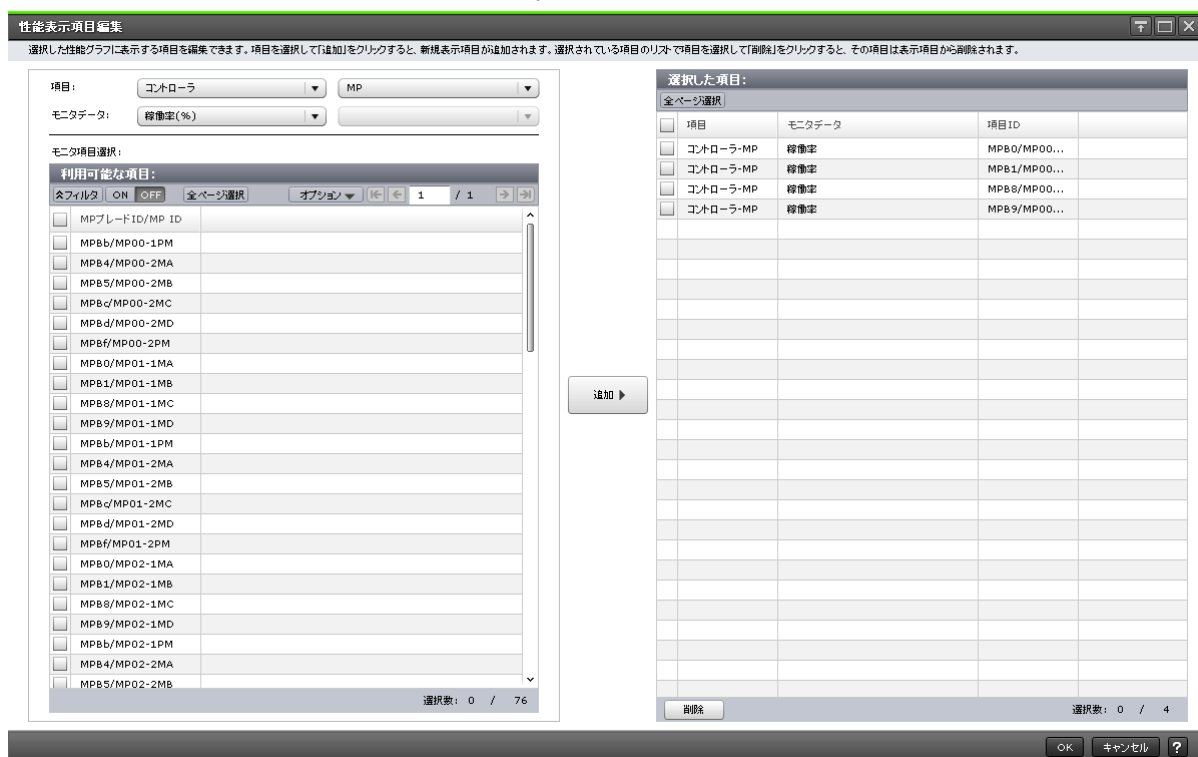 性能表示項目編集
選択した性能グラフに表示する項目を編集できます。項目を選択して「追加」をクリックすると、新規表示項目が追加されます。選択されている項目のリストで項目を選択して「削除」をクリックすると、その項目は表示項目から削除されます。
項目: コントローラ MP
モニタデータ: 稼働率(%)
モニタ項目選択:
利用可能な項目:
フィルタ ON OFF 全ページ選択 オプション 1 / 1
MPブレードID/MP ID
MPBb/MP00-1PM
MPB4/MP00-2MA
MPB5/MP00-2MB
MPBc/MP00-2MC
MPBd/MP00-2MD
MPBf/MP00-2PM
MPB0/MP01-1MA
MPB1/MP01-1MB
MPB8/MP01-1MC
MPB9/MP01-1MD
MPBb/MP01-1PM
MPB4/MP01-2MA
MPB5/MP01-2MB
MPBc/MP01-2MC
MPBd/MP01-2MD
MPBf/MP01-2PM
MPB0/MP02-1MA
MPB1/MP02-1MB
MPB8/MP02-1MC
MPB9/MP02-1MD
MPBb/MP02-1PM
MPB4/MP02-2MA
MPB5/MP02-2MB
選択数: 0 / 76
追加
選択した項目:
全ページ選択
項目 モニタデータ 項目ID
コントローラ-MP 稼働率 MPB0/MP00...
コントローラ-MP 稼働率 MPB1/MP00...
コントローラ-MP 稼働率 MPB8/MP00...
コントローラ-MP 稼働率 MPB9/MP00...
削除 選択数: 0 / 4
OK キャンセル ?